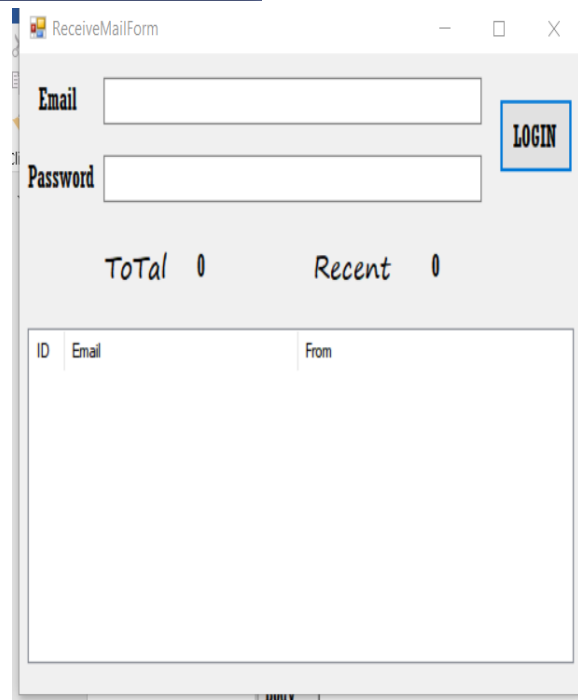 ReceiveMailForm
Email
LOGIN
Password
ToTal 0 Recent 0
ID Email From